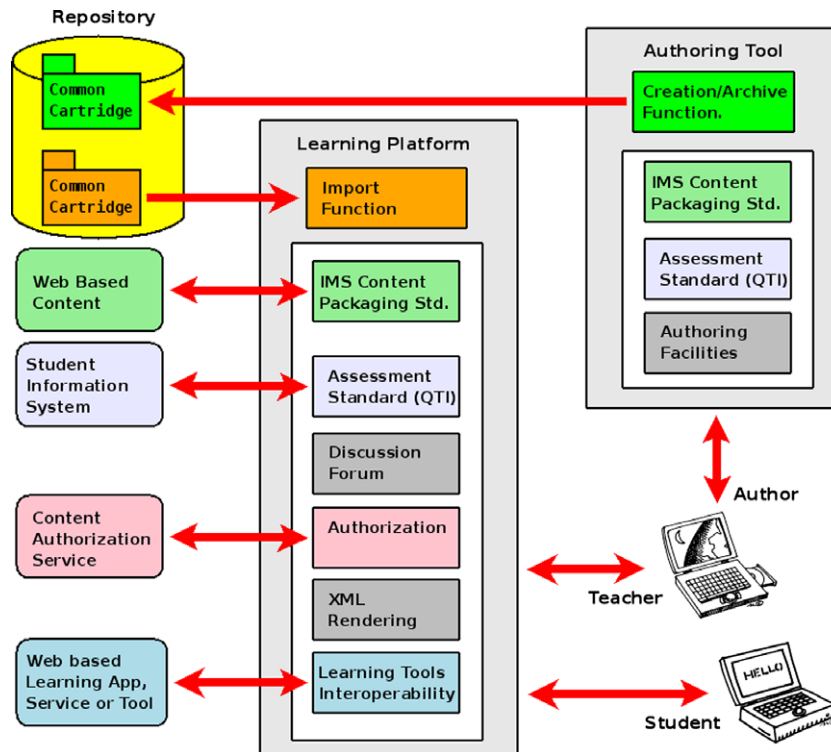 Repository
Common
Cartridge
Common
Cartridge
Web Based
Content
Student
Information
System
Content
Authorization
Service
Web based
Learning App,
Service or Tool
Learning Platform
Import
Function
IMS Content
Packaging Std.
Assessment
Standard (QTI)
Discussion
Forum
Authorization
XML
Rendering
Learning Tools
Interoperability
Authoring Tool
Creation/Archive
Function.
IMS Content
Packaging Std.
Assessment
Standard (QTI)
Authoring
Facilities
Author
Teacher
HELLO
Student